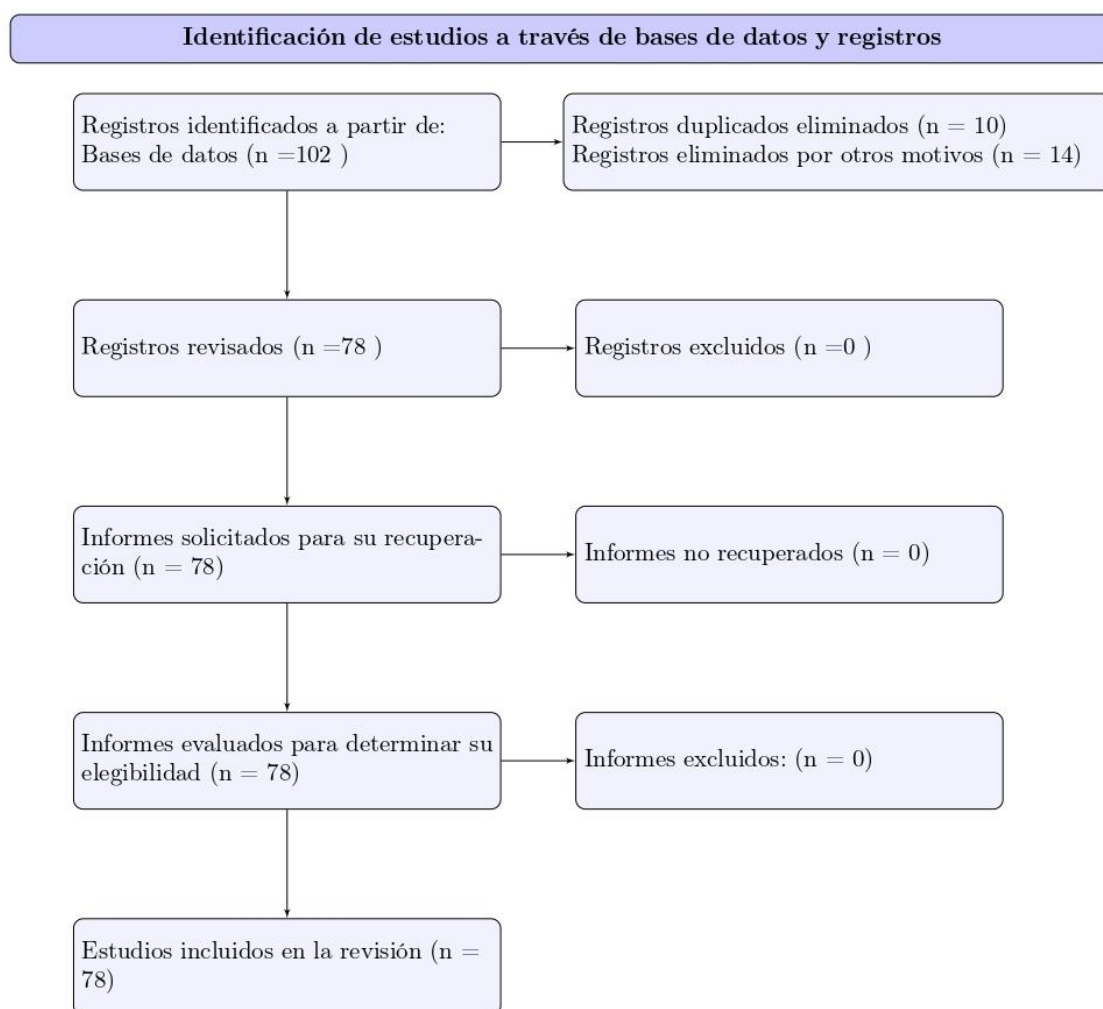 Identificación de estudios a través de bases de datos y registros
Registros identificados a partir de:
Bases de datos (n =102 )
Registros duplicados eliminados (n = 10)
Registros eliminados por otros motivos (n = 14)
Registros revisados (n =78 )
Registros excluidos (n =0 )
Informes solicitados para su recupera-
ción (n = 78)
Informes no recuperados (n = 0)
Informes evaluados para determinar su
elegibilidad (n = 78)
Informes excluidos: (n = 0)
Estudios incluidos en la revisión (n =
78)